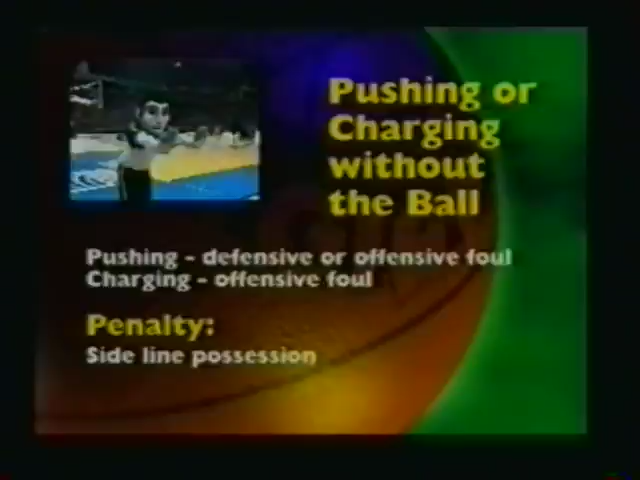 Pushing or
Charging
without
the Ball
Pushing - defensive or offensive foul
Charging - offensive foul
Penalty:
Side line possession